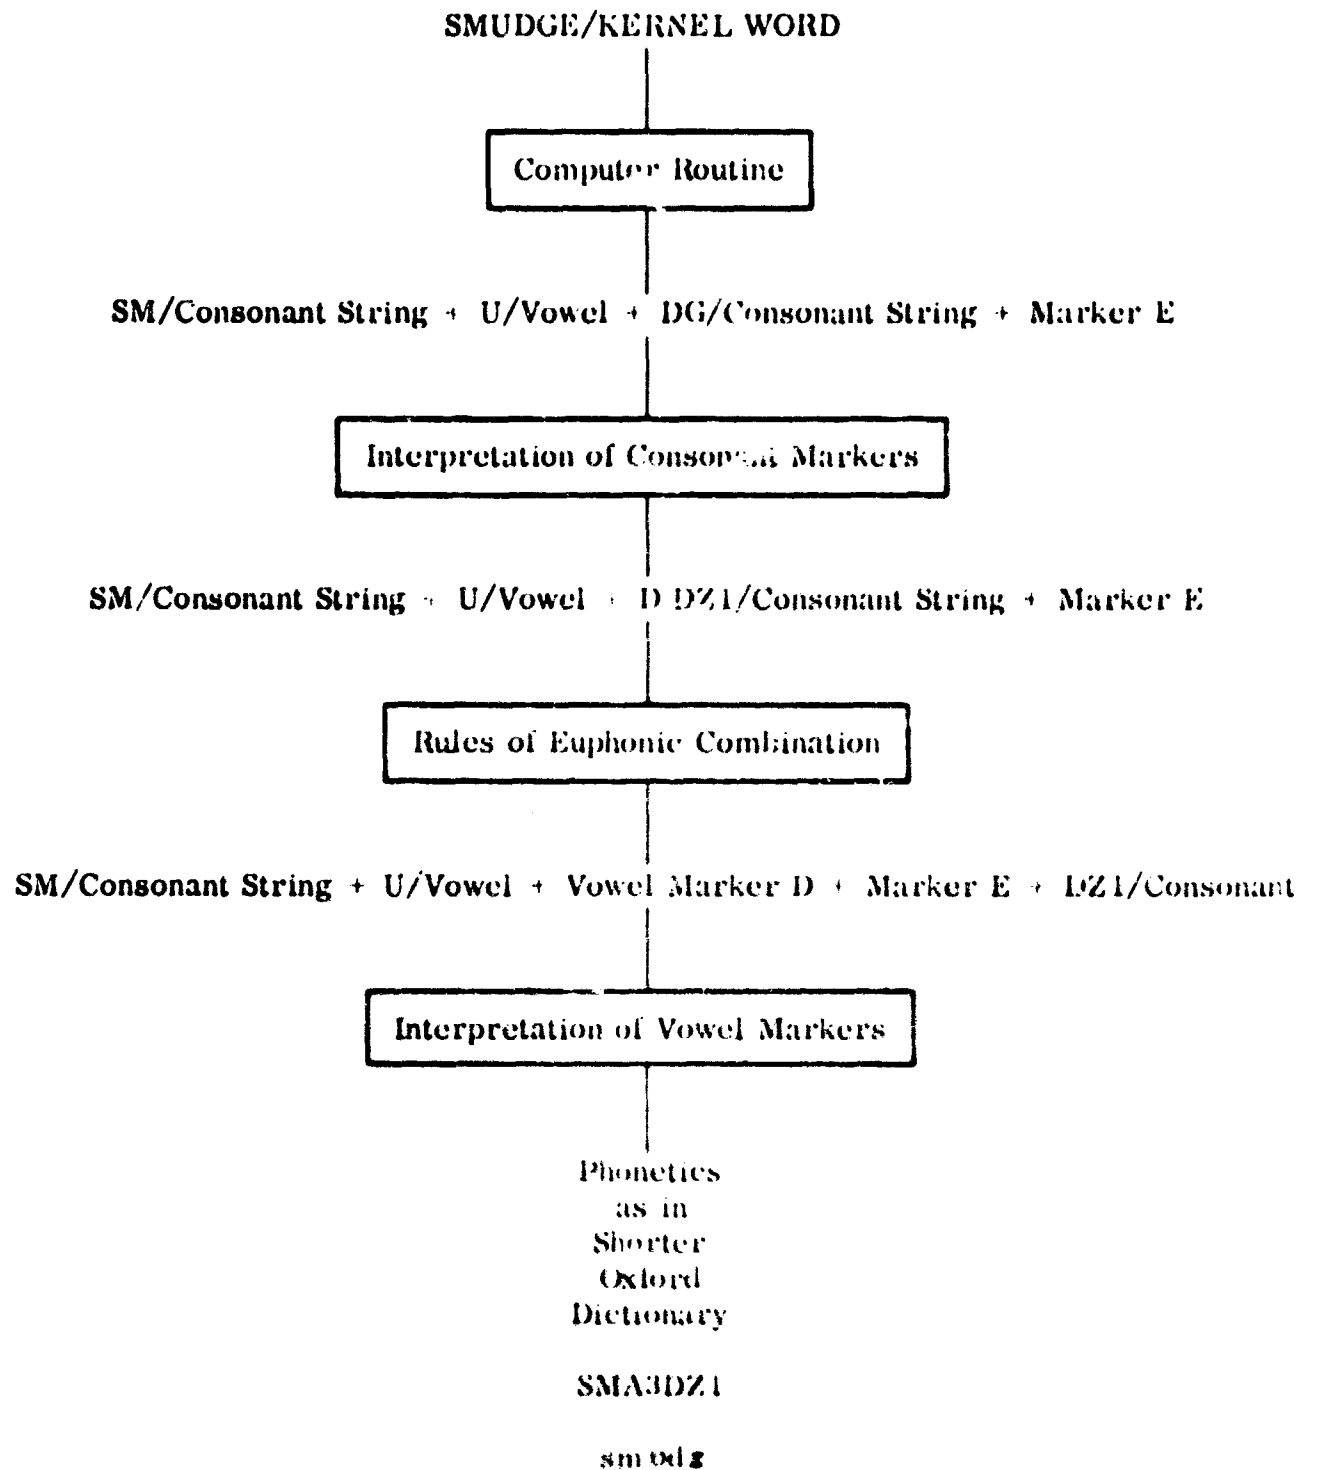 SMUDGE/KERNEL WORD
Computer Routine
SM/Consonant String + U/Vowel + DG/Consonant String + Marker E
Interpretation of Consonant Markers
SM/Consonant String + U/Vowel + D DZ1/Consonant String + Marker E
Rules of Euphonic Combination
SM/Consonant String + U/Vowel + Vowel Marker D + Marker E + DZ1/Consonant
Interpretation of Vowel Markers
Phonetics
as in
Shorter
Oxford
Dictionary
SMA3DZ1